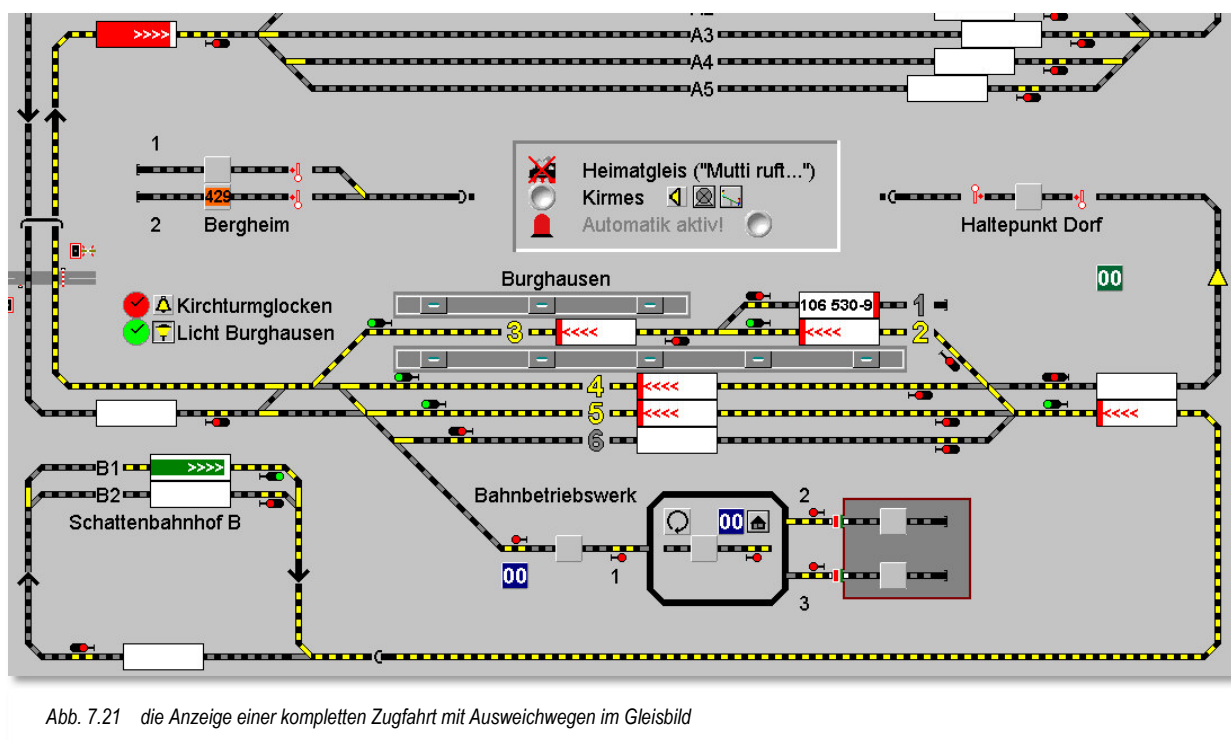 A3
>>>>
A4
A5
1
429
2
Bergheim
Heimatgleis ("Mutti ruft...")
Kirmes
Automatik aktiv!
Haltepunkt Dorf
00
Burghausen
Kirchturmglocken
Licht Burghausen
106 530-9
1
3
<<<<
<<<<
2
4
<<<<
5
<<<<
<<<<
6
B1
>>>>
B2
Schattenbahnhof B
Bahnbetriebswerk
2
00
00
1
3
Abb. 7.21 die Anzeige einer kompletten Zugfahrt mit Ausweichwegen im Gleisbild